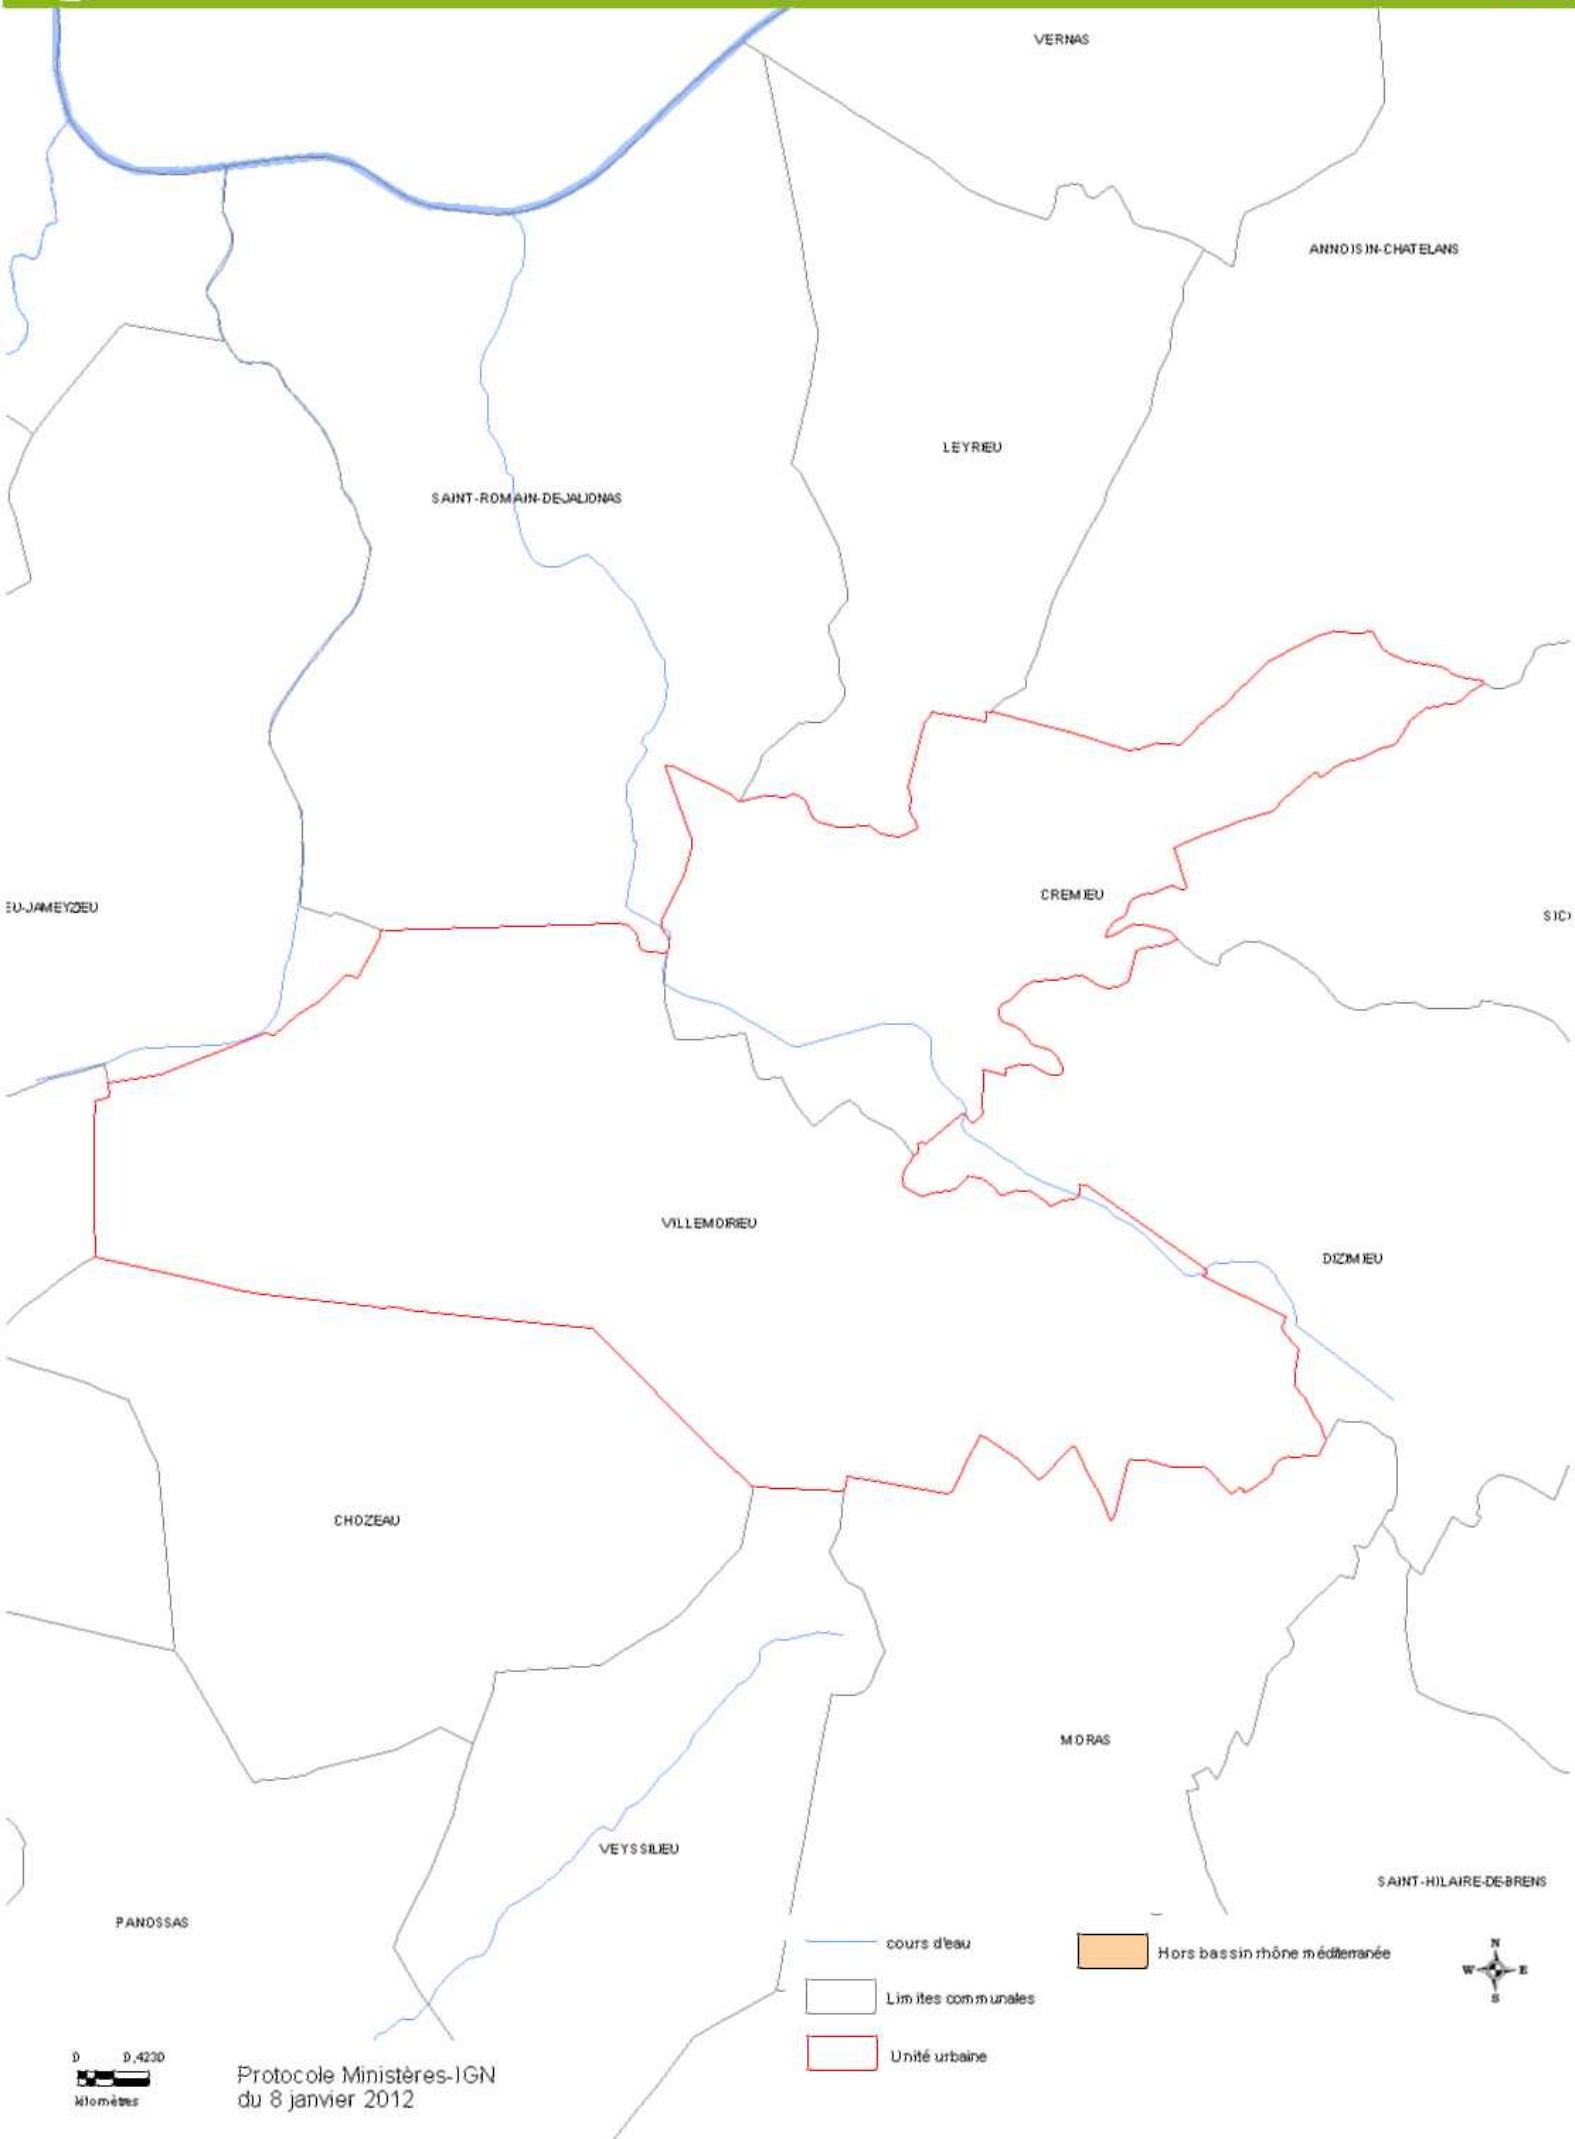 VERNAS
ANNOISIN-CHATELANS
LEYRIEU
SAINT-ROMAIN-DE-JALIONAS
CREMIEU
EU-JAMEYZIEU
SIC
VILLEMOIRIEU
DIZIMIEU
CHOZEAU
MORAS
VEYSSILIEU
SAINT-HILAIRE-DE-BRENS
PANOSSAS
cours d'eau
Hors bassin rhône méditerranée
Limites communales
Unité urbaine
N
W E
S
0 0,4230
kilomètres
Protocole Ministères-IGN
du 8 janvier 2012